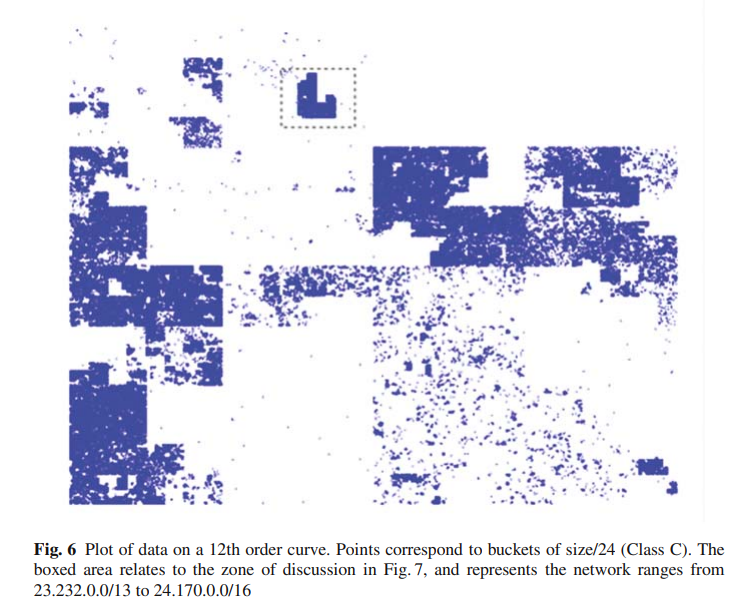 Fig. 6 Plot of data on a 12th order curve. Points correspond to buckets of size/24 (Class C). The
boxed area relates to the zone of discussion in Fig. 7, and represents the network ranges from
23.232.0.0/13 to 24.170.0.0/16